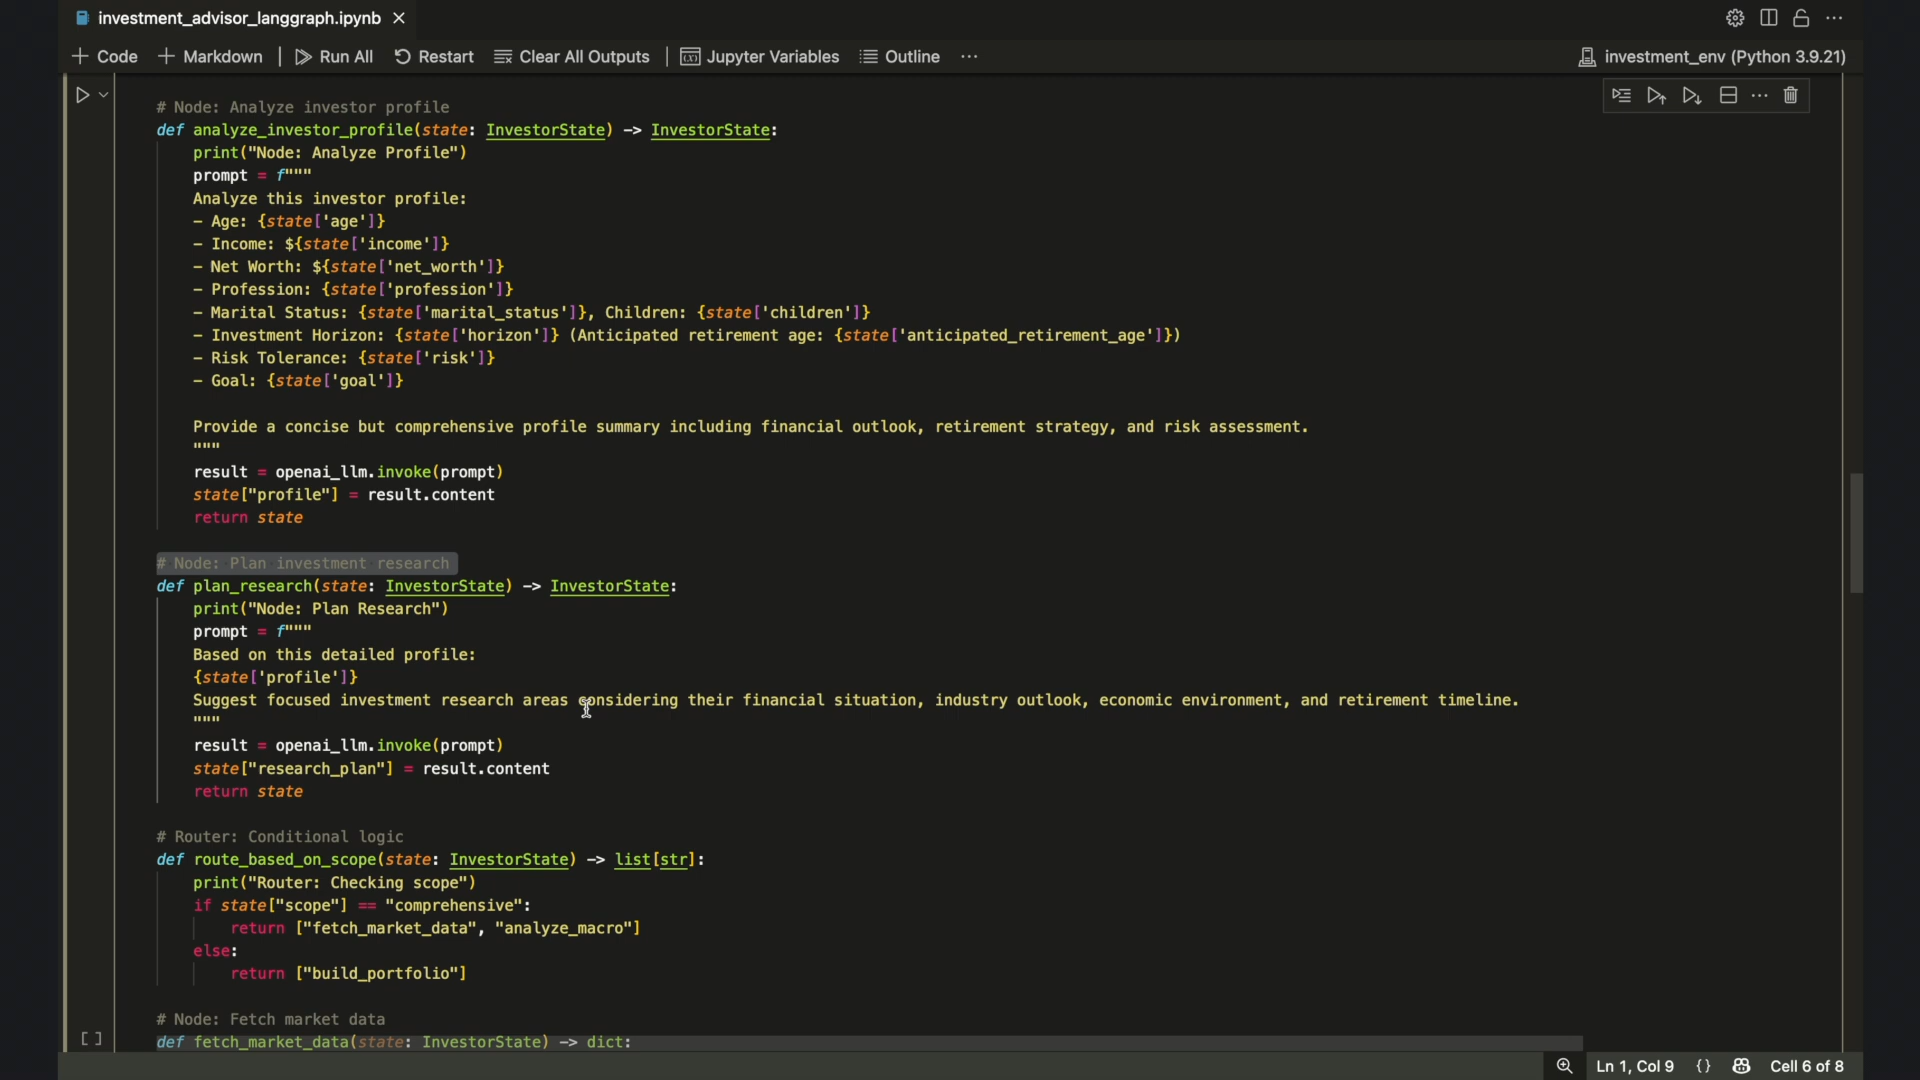 investment_advisor_langgraph.ipynb
Code Markdown Run All Restart Clear All Outputs Jupyter Variables Outline ... investment_env (Python 3.9.21)
# Node: Analyze investor profile
def analyze_investor_profile(state: InvestorState) -> InvestorState:
    print("Node: Analyze Profile")
    prompt = f"""
    Analyze this investor profile:
    - Age: {state['age']}
    - Income: ${state['income']}
    - Net Worth: ${state['net_worth']}
    - Profession: {state['profession']}
    - Marital Status: {state['marital_status']}, Children: {state['children']}
    - Investment Horizon: {state['horizon']} (Anticipated retirement age: {state['anticipated_retirement_age']})
    - Risk Tolerance: {state['risk']}
    - Goal: {state['goal']}
    Provide a concise but comprehensive profile summary including financial outlook, retirement strategy, and risk assessment.
    """
    result = openai_llm.invoke(prompt)
    state["profile"] = result.content
    return state
# Node: Plan investment research
def plan_research(state: InvestorState) -> InvestorState:
    print("Node: Plan Research")
    prompt = f"""
    Based on this detailed profile:
    {state['profile']}
    Suggest focused investment research areas considering their financial situation, industry outlook, economic environment, and retirement timeline.
    """
    result = openai_llm.invoke(prompt)
    state["research_plan"] = result.content
    return state
# Router: Conditional logic
def route_based_on_scope(state: InvestorState) -> list[str]:
    print("Router: Checking scope")
    if state["scope"] == "comprehensive":
        return ["fetch_market_data", "analyze_macro"]
    else:
        return ["build_portfolio"]
# Node: Fetch market data
[ ] def fetch_market_data(state: InvestorState) -> dict:
Ln 1, Col 9 {} Cell 6 of 8